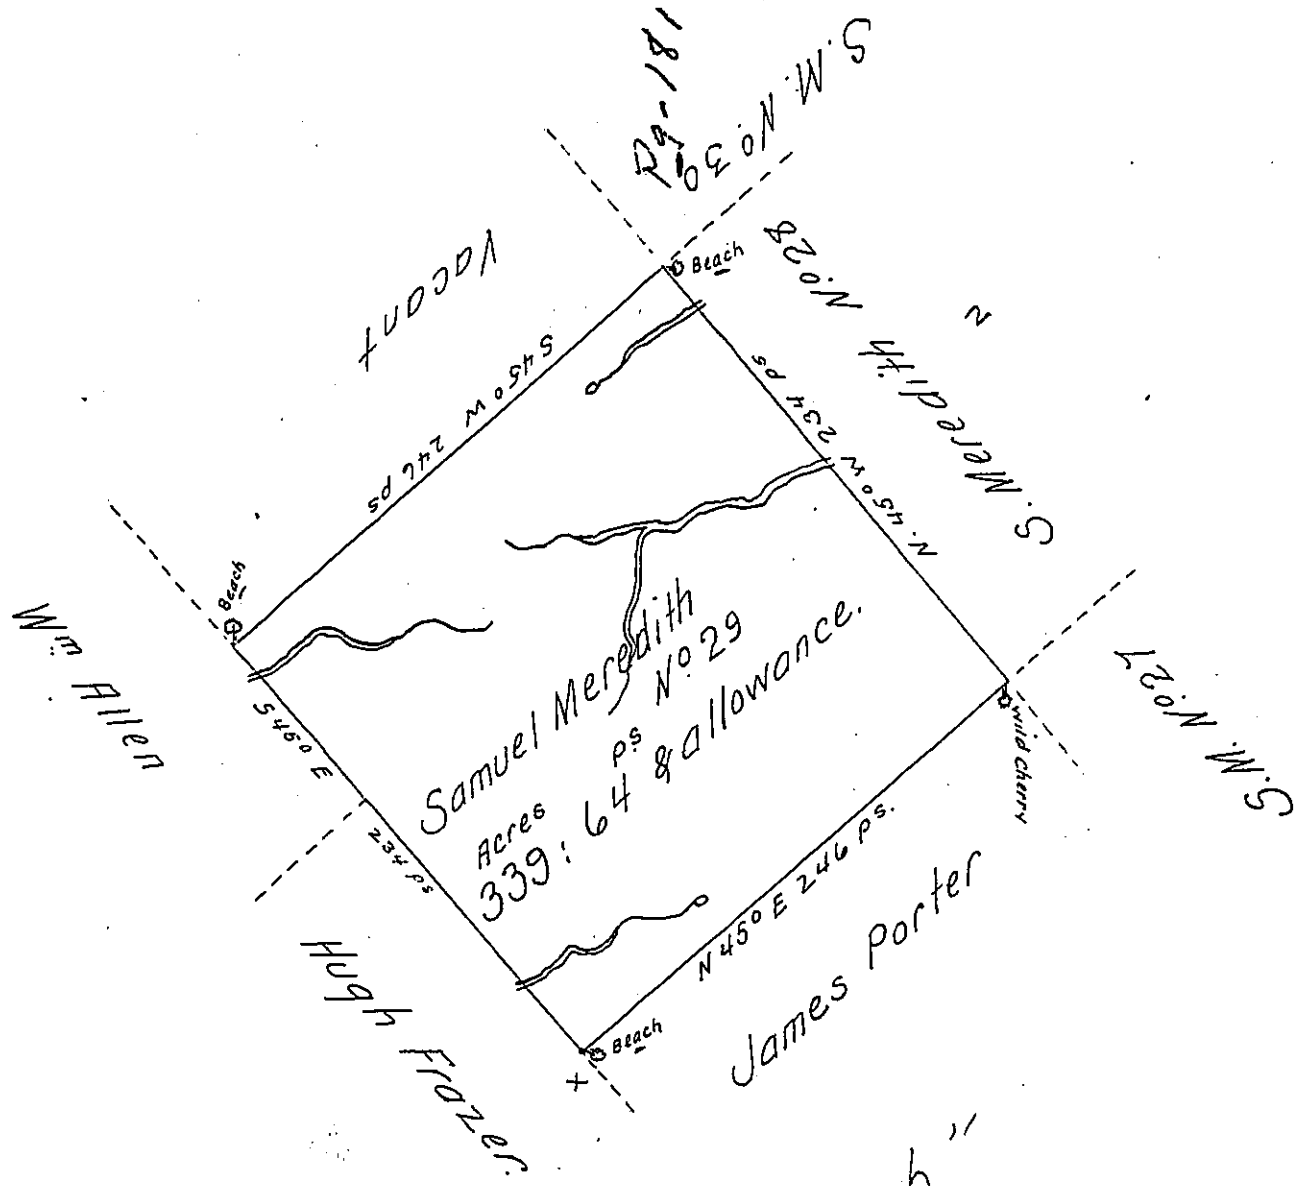 Pg-181
S. M. No. 30
Vacant
S 45° W
246 ps
Beach
S. Meredith No. 28
N. 45° W 234 ps
Beach
Wm Allen
S 45° E
234 ps
Samuel Meredith
No 29
Acres ps
339 : 64 & allowance.
wild cherry
S. M. No. 27
N 45° E 246 ps.
James Porter
Beach
Hugh Frazer.